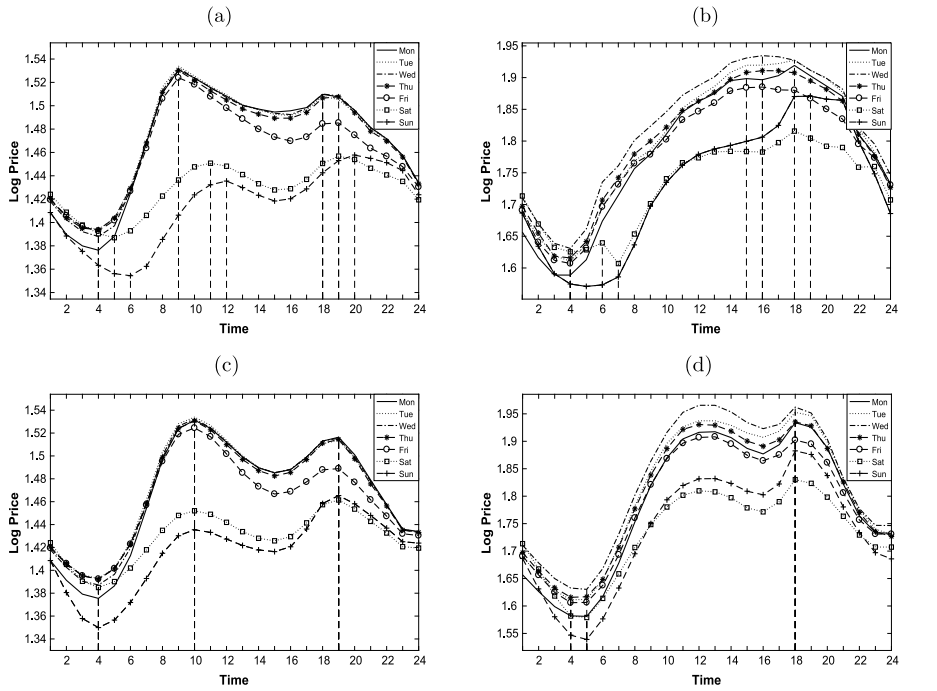 (a)
1.54
1.52
1.5
1.48
1.46
1.44
1.42
1.4
1.38
1.36
1.34
Log Price
2 4 6 8 10 12 14 16 18 20 22 24
Time
Mon
Tue
Wed
Thu
Fri
Sat
Sun
(b)
1.95
1.9
1.85
1.8
1.75
1.7
1.65
1.6
Log Price
2 4 6 8 10 12 14 16 18 20 22 24
Time
Mon
Tue
Wed
Thu
Fri
Sat
Sun
(c)
1.54
1.52
1.5
1.48
1.46
1.44
1.42
1.4
1.38
1.36
1.34
Log Price
2 4 6 8 10 12 14 16 18 20 22 24
Time
Mon
Tue
Wed
Thu
Fri
Sat
Sun
(d)
1.95
1.9
1.85
1.8
1.75
1.7
1.65
1.6
1.55
Log Price
2 4 6 8 10 12 14 16 18 20 22 24
Time
Mon
Tue
Wed
Thu
Fri
Sat
Sun